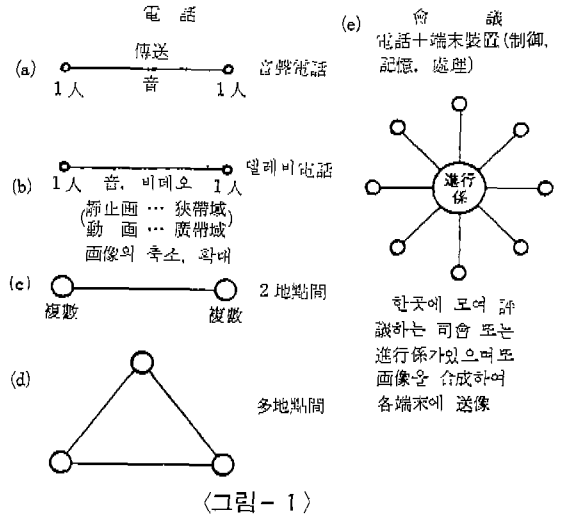 電 話
(a)
傳送
音
1人 1人
音聲電話
(b)
1人 音, 비데오 1人
텔레비電話
(靜止画 … 狹帶域
動 画 … 廣帶域)
画像의 축소, 확대
(c)
複數 複數
2地點間
(d)
多地點間
(e)
會 議
電話十端末裝置(制御,
記憶, 處理)
進行
係
한곳에 모여 評
議하는 司會 또는
進行係가있으며또
画像을 合成하여
各端末에 送像
〈그림-1〉